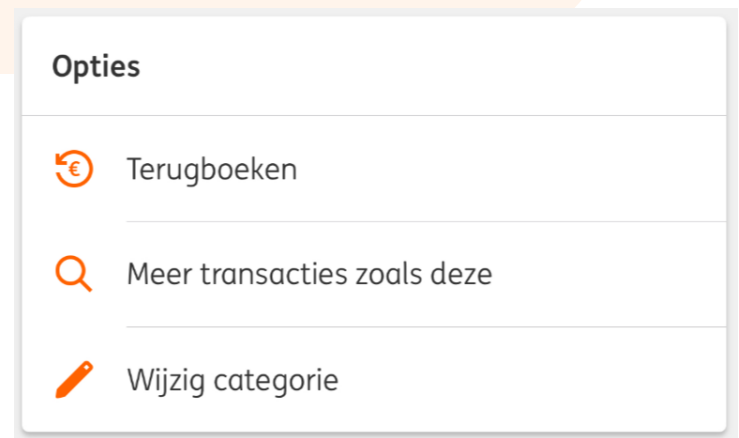 Opties
€
Terugboeken
Meer transacties zoals deze
Wijzig categorie